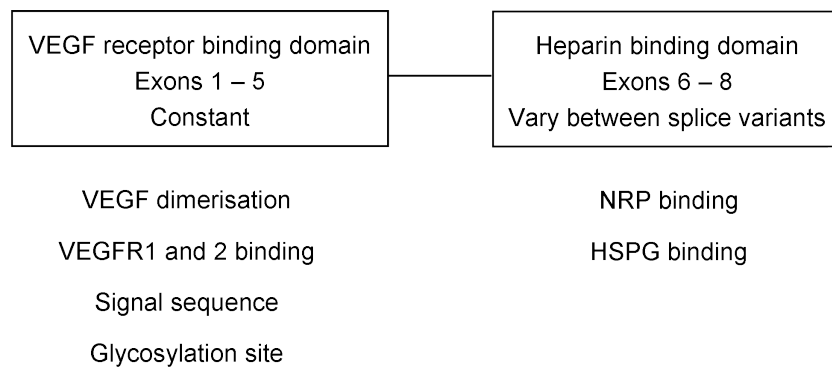 VEGF receptor binding domain
Exons 1 – 5
Constant
Heparin binding domain
Exons 6 – 8
Vary between splice variants
VEGF dimerisation
VEGFR1 and 2 binding
Signal sequence
Glycosylation site
NRP binding
HSPG binding